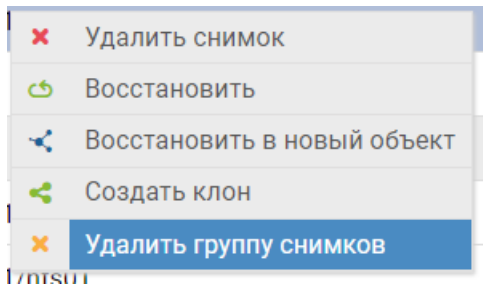 Удалить снимок
Восстановить
Восстановить в новый объект
Создать клон
Удалить группу снимков